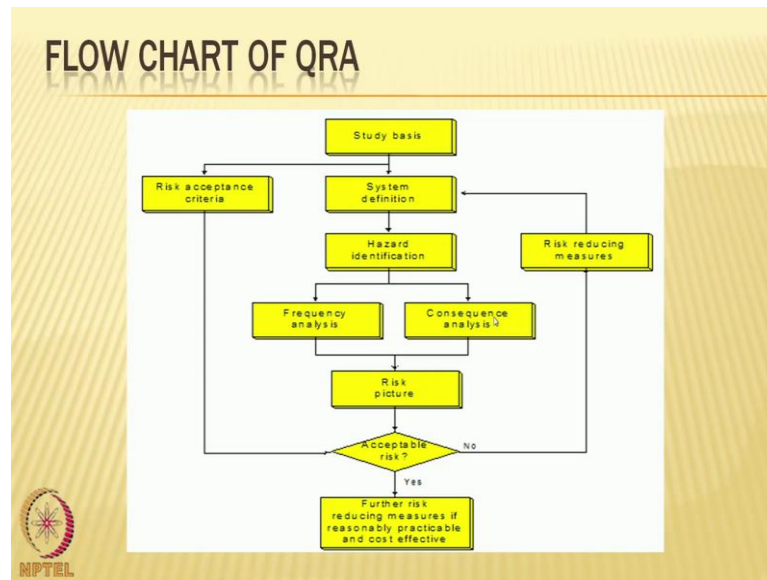 FLOW CHART OF QRA
Study basis
Risk acceptance
criteria
System
definition
Hazard
identification
Risk reducing
measures
Frequency
analysis
Consequence
analysis
Risk
picture
Acceptable
risk?
No
Yes
Further risk
reducing measures if
reasonably practicable
and cost effective
NPTEL